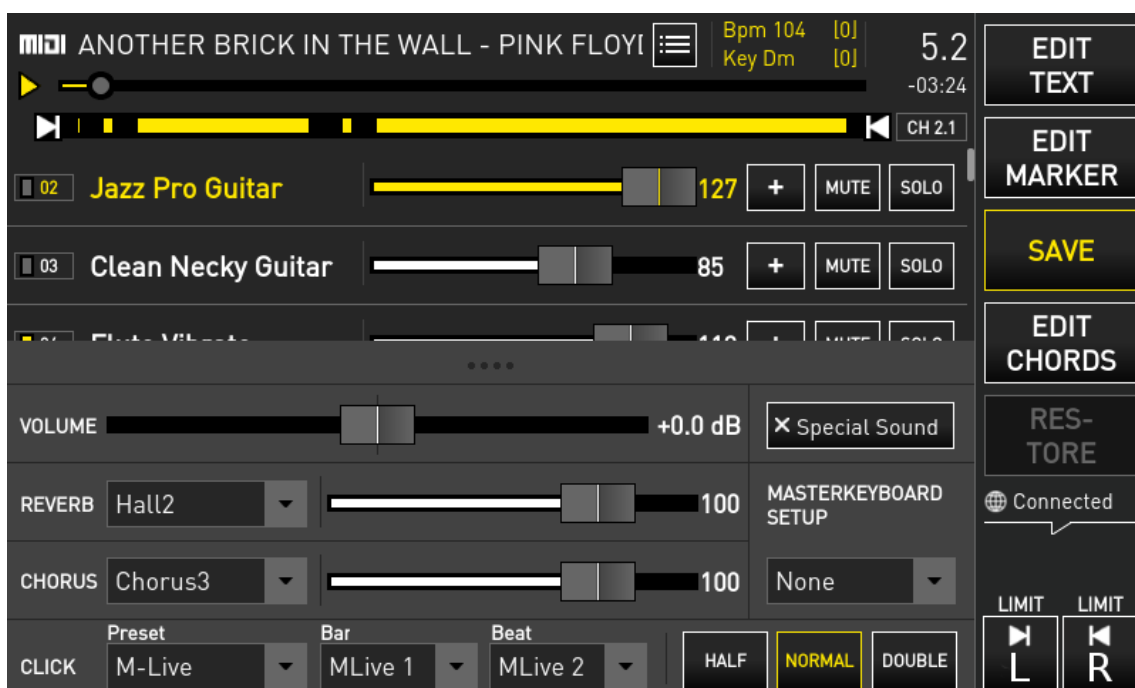 MIDI ANOTHER BRICK IN THE WALL - PINK FLOYD
Bpm 104 [0]
Key Dm [0]
5.2
-03:24
CH 2.1
02 Jazz Pro Guitar 127 + MUTE SOLO
03 Clean Necky Guitar 85 + MUTE SOLO
VOLUME +0.0 dB × Special Sound
REVERB Hall2 100 MASTERKEYBOARD
SETUP
CHORUS Chorus3 100 None
Preset Bar Beat
CLICK M-Live MLive 1 MLive 2 HALF NORMAL DOUBLE
EDIT
TEXT
EDIT
MARKER
SAVE
EDIT
CHORDS
RES-
TORE
Connected
LIMIT LIMIT
L R